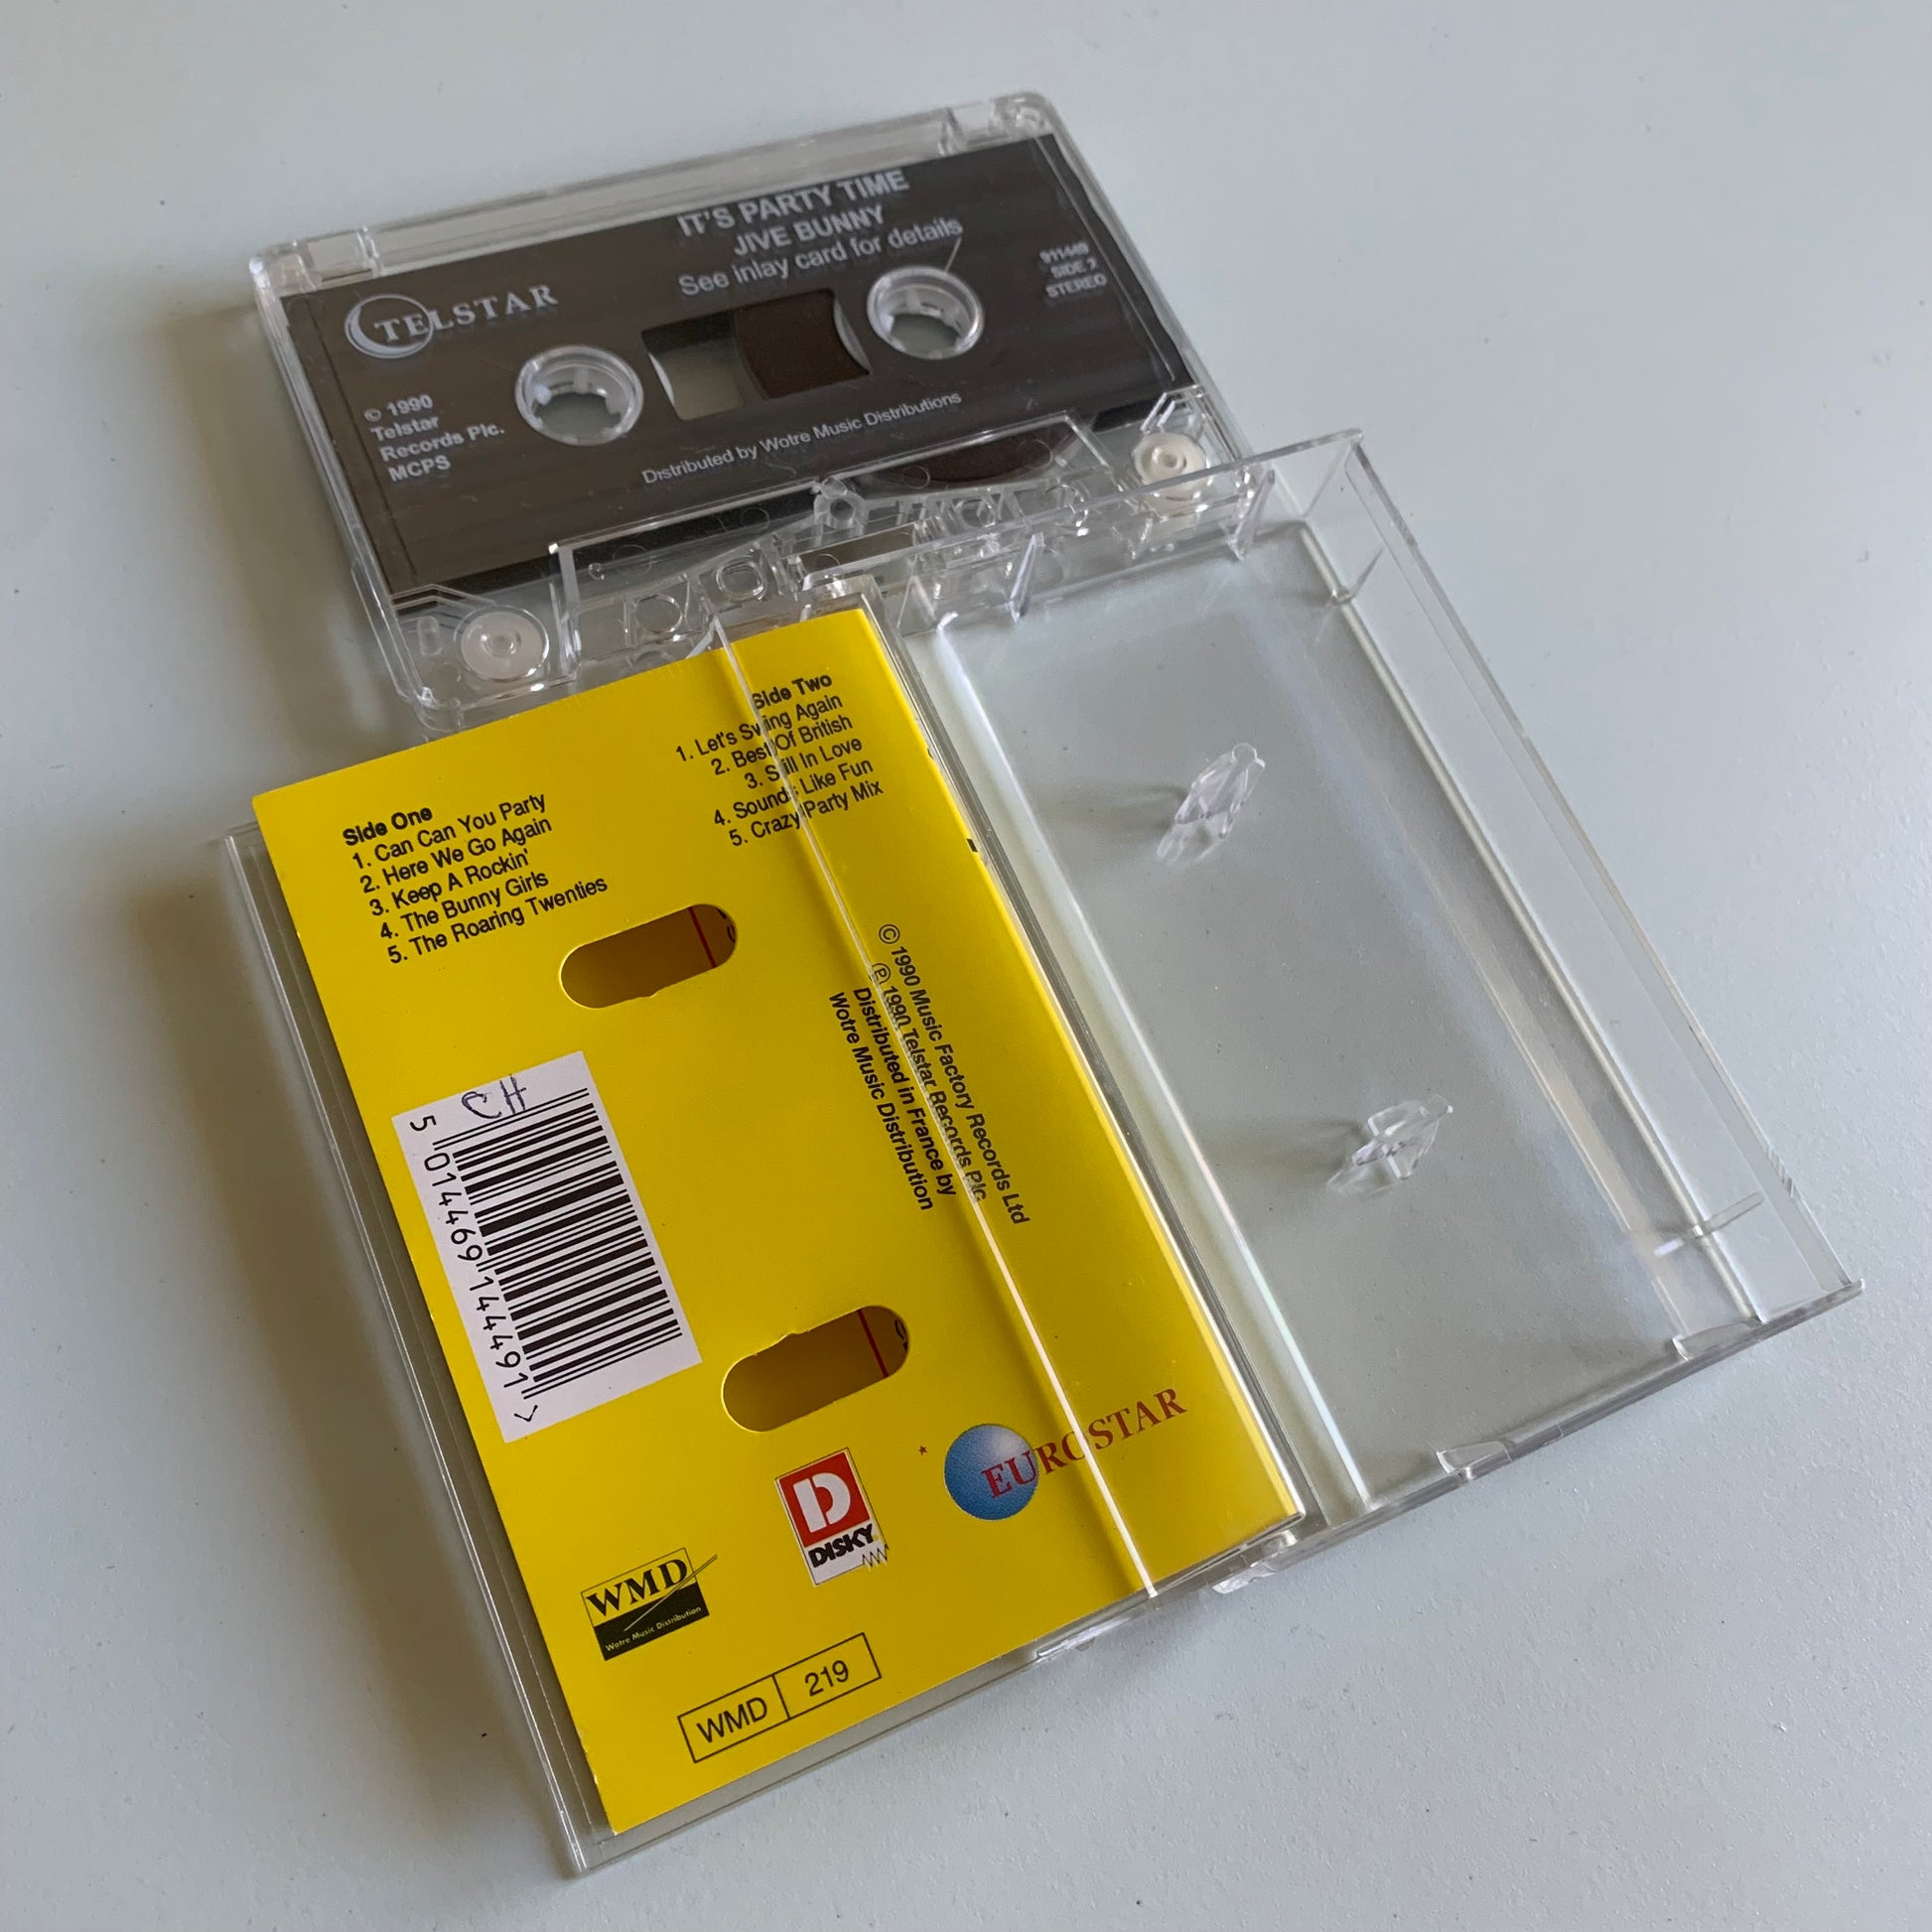 IT'S PARTY TIME
JIVE BUNNY
See inlay card for details
TELSTAR
911449
SIDE 2
STEREO
© 1990
Telstar
Records Plc.
MCPS
Distributed by Wotre Music Distributions
Side One
1. Can Can You Party
2. Here We Go Again
3. Keep A Rockin'
4. The Bunny Girls
5. The Roaring Twenties
Side Two
1. Let's Swing Again
2. Best Of British
3. Still In Love
4. Sounds Like Fun
5. Crazy Party Mix
© 1990 Music Factory Records Ltd
℗ 1990 Telstar Records Plc
Distributed in France by
Wotre Music Distribution
CH
5 014469 144491 >
EUROSTAR
D
DISKY
WMD
Wotre Music Distribution
WMD 219